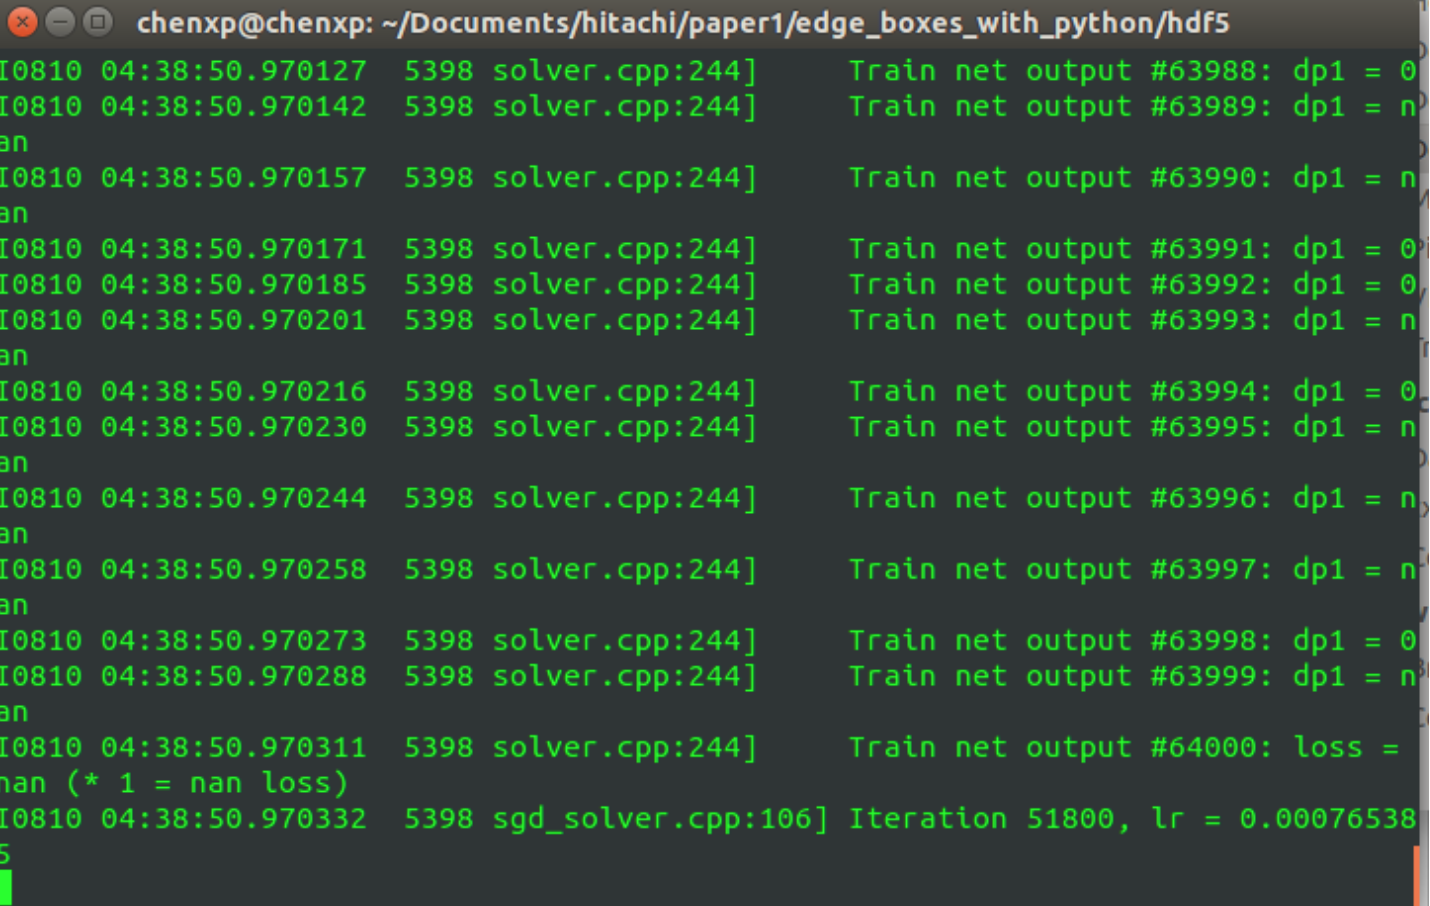 chenxp@chenxp: ~/Documents/hitachi/paper1/edge_boxes_with_python/hdf5
I0810 04:38:50.970127  5398 solver.cpp:244]     Train net output #63988: dp1 = 0
I0810 04:38:50.970142  5398 solver.cpp:244]     Train net output #63989: dp1 = n
an
I0810 04:38:50.970157  5398 solver.cpp:244]     Train net output #63990: dp1 = n
an
I0810 04:38:50.970171  5398 solver.cpp:244]     Train net output #63991: dp1 = 0
I0810 04:38:50.970185  5398 solver.cpp:244]     Train net output #63992: dp1 = 0
I0810 04:38:50.970201  5398 solver.cpp:244]     Train net output #63993: dp1 = n
an
I0810 04:38:50.970216  5398 solver.cpp:244]     Train net output #63994: dp1 = 0
I0810 04:38:50.970230  5398 solver.cpp:244]     Train net output #63995: dp1 = n
an
I0810 04:38:50.970244  5398 solver.cpp:244]     Train net output #63996: dp1 = n
an
I0810 04:38:50.970258  5398 solver.cpp:244]     Train net output #63997: dp1 = n
an
I0810 04:38:50.970273  5398 solver.cpp:244]     Train net output #63998: dp1 = 0
I0810 04:38:50.970288  5398 solver.cpp:244]     Train net output #63999: dp1 = n
an
I0810 04:38:50.970311  5398 solver.cpp:244]     Train net output #64000: loss =
nan (* 1 = nan loss)
I0810 04:38:50.970332  5398 sgd_solver.cpp:106] Iteration 51800, lr = 0.00076538
5